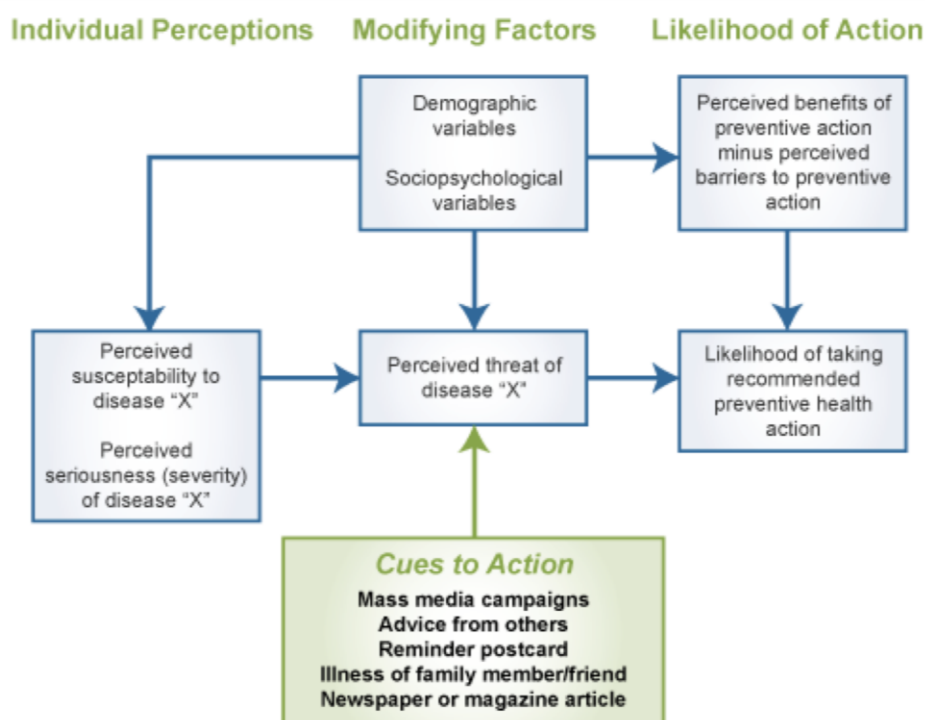 Individual Perceptions
Modifying Factors
Likelihood of Action
Demographic
variables
Sociopsychological
variables
Perceived benefits of
preventive action
minus perceived
barriers to preventive
action
Perceived
susceptability to
disease “X”
Perceived
seriousness (severity)
of disease “X”
Perceived threat of
disease “X”
Likelihood of taking
recommended
preventive health
action
Cues to Action
Mass media campaigns
Advice from others
Reminder postcard
Illness of family member/friend
Newspaper or magazine article